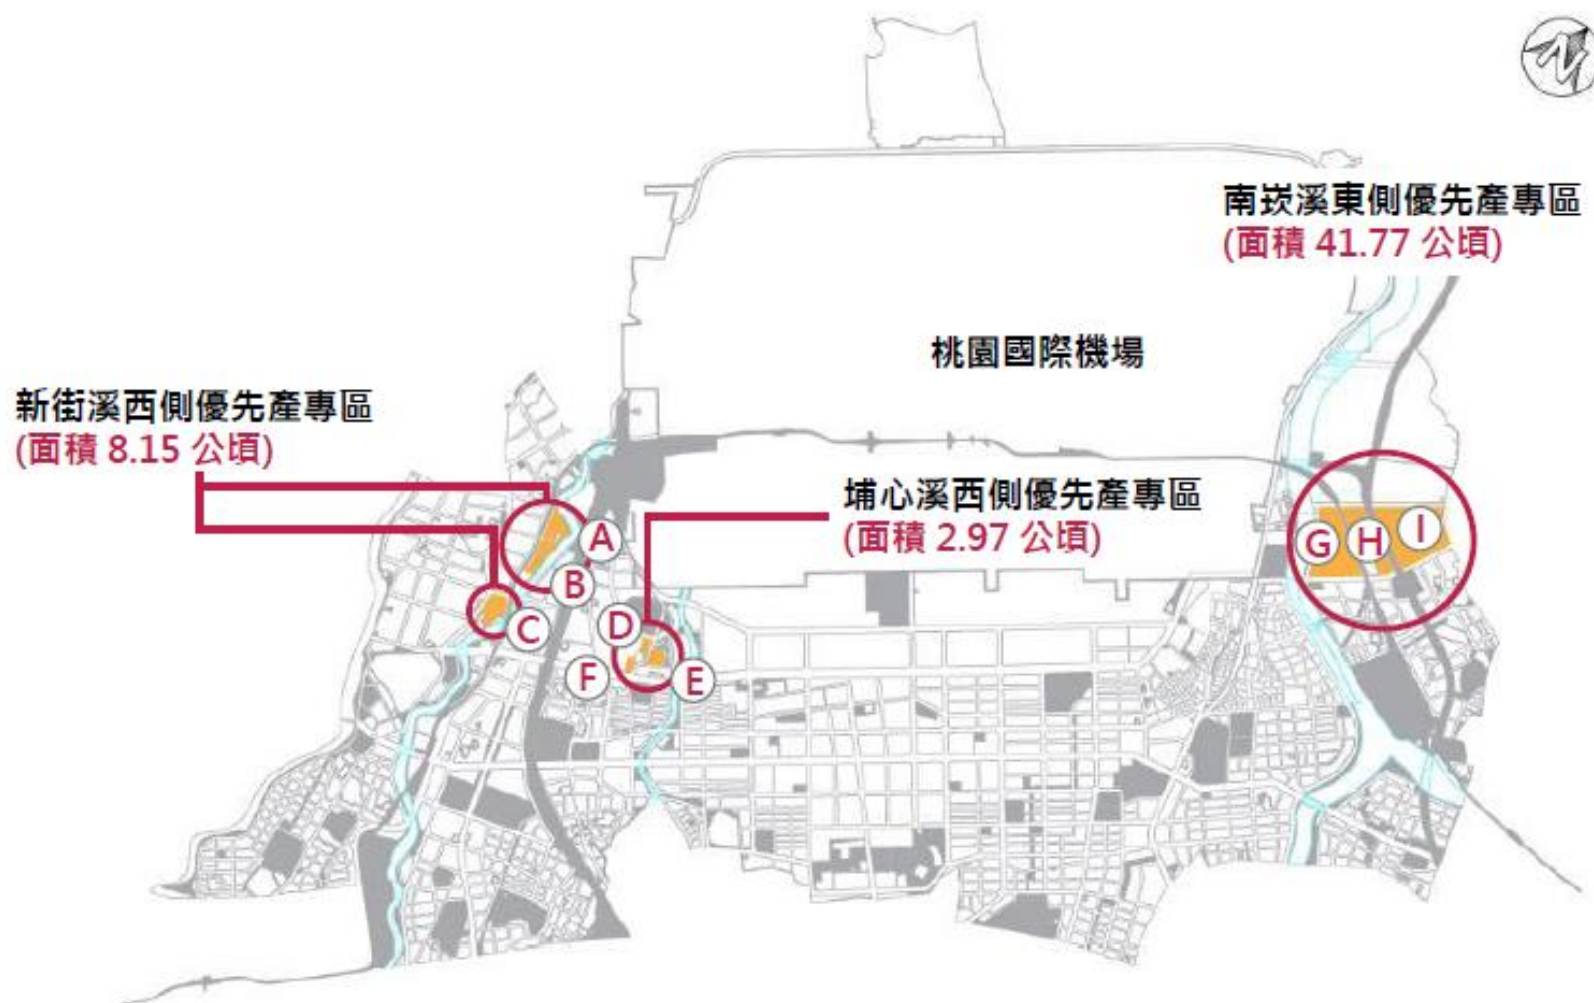 N
南崁溪東側優先產專區
(面積 41.77 公頃)
桃園國際機場
新街溪西側優先產專區
(面積 8.15 公頃)
埔心溪西側優先產專區
(面積 2.97 公頃)
A
B
C
D
E
F
G
H
I